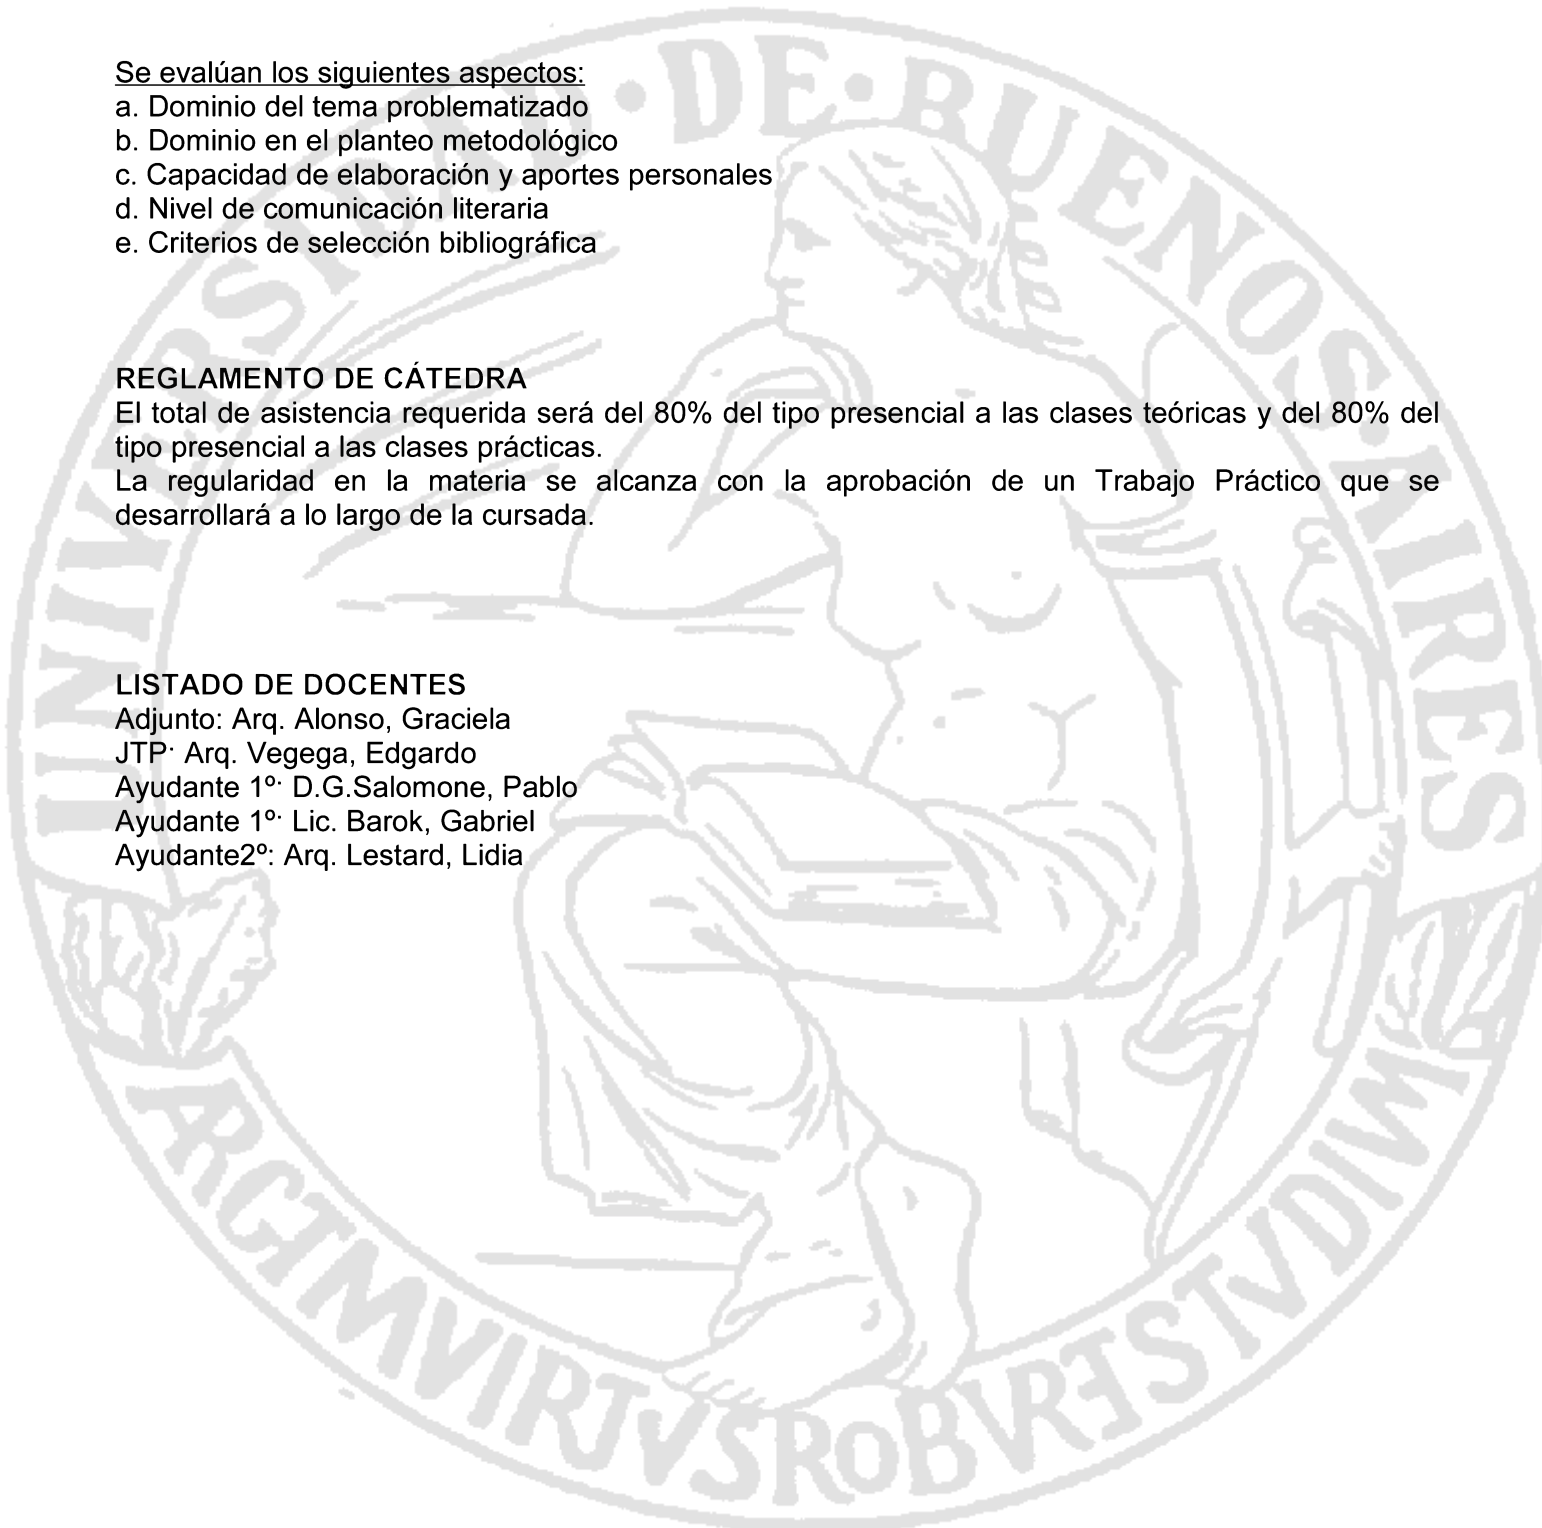 Se evalúan los siguientes aspectos:
a. Dominio del tema problematizado
b. Dominio en el planteo metodológico
c. Capacidad de elaboración y aportes personales
d. Nivel de comunicación literaria
e. Criterios de selección bibliográfica
REGLAMENTO DE CÁTEDRA
El total de asistencia requerida será del 80% del tipo presencial a las clases teóricas y del 80% del
tipo presencial a las clases prácticas.
La regularidad en la materia se alcanza con la aprobación de un Trabajo Práctico que se
desarrollará a lo largo de la cursada.
LISTADO DE DOCENTES
Adjunto: Arq. Alonso, Graciela
JTP· Arq. Vegega, Edgardo
Ayudante 1º· D.G.Salomone, Pablo
Ayudante 1º· Lic. Barok, Gabriel
Ayudante2º: Arq. Lestard, Lidia
UNIVERSIDAD·DE·BUENOS·AIRES
ARGTMVIRTVSROBVRETSTVDIVM